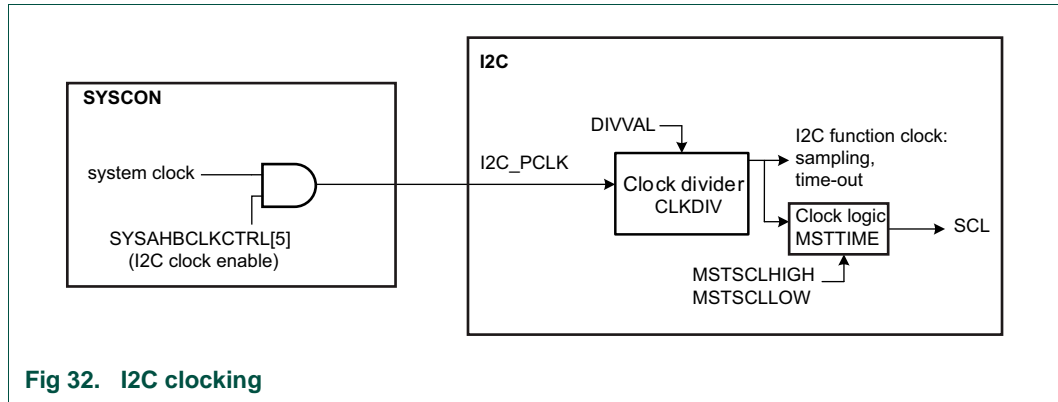 SYSCON
system clock
SYSAHBCLKCTRL[5]
(I2C clock enable)
I2C_PCLK
I2C
DIVVAL
Clock divider
CLKDIV
I2C function clock:
sampling,
time-out
Clock logic
MSTTIME
SCL
MSTSCLHIGH
MSTSCLLOW
Fig 32. I2C clocking